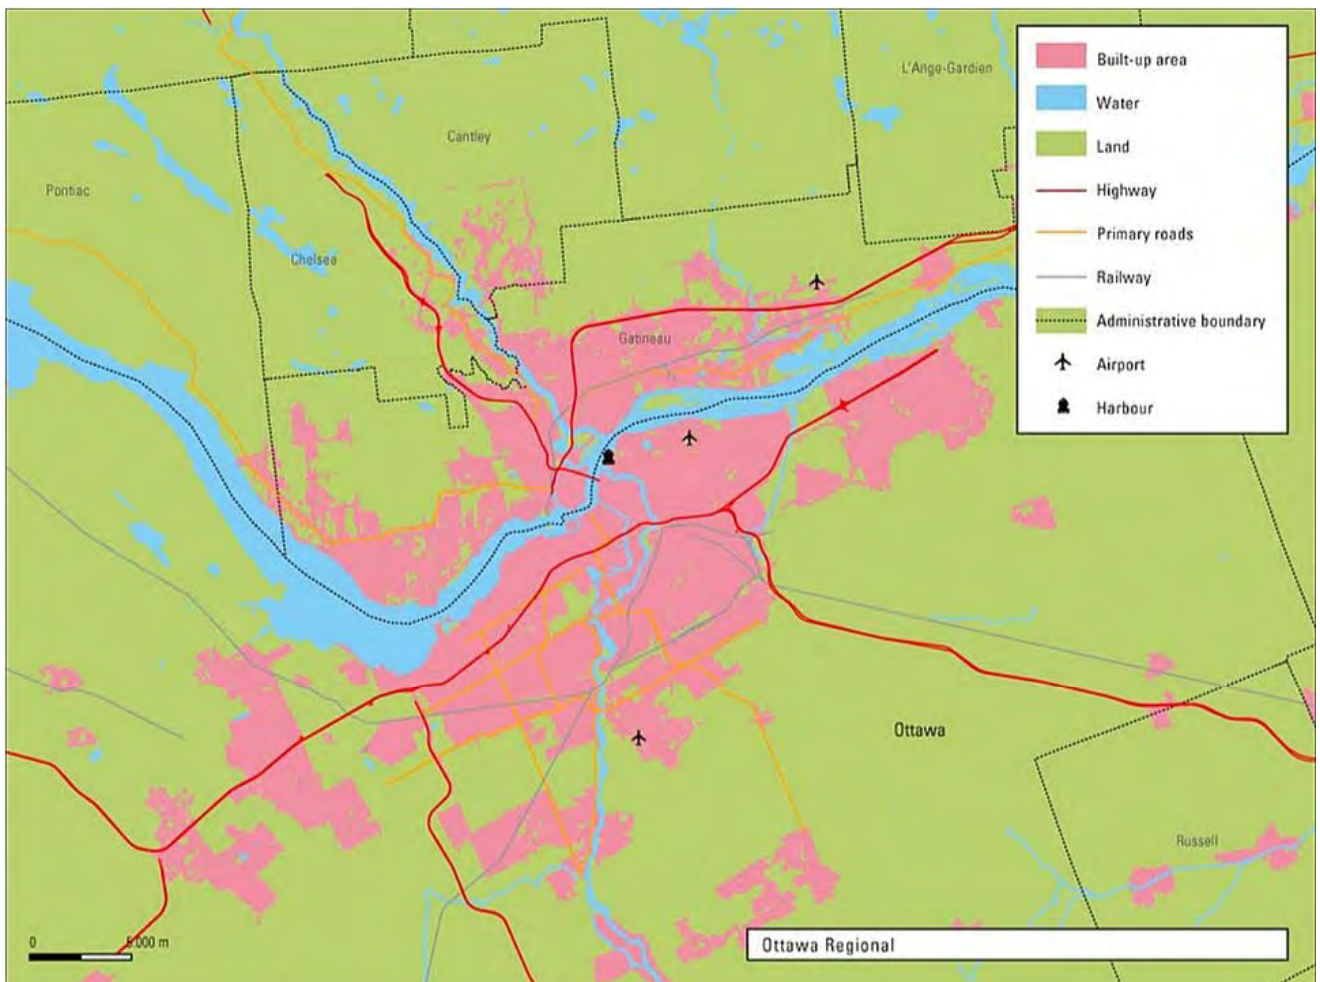 L'Ange-Gardien
Cantley
Pontiac
Chelsea
Gatineau
Built-up area
Water
Land
Highway
Primary roads
Railway
Administrative boundary
Airport
Harbour
Ottawa
Russell
0 5 000 m
Ottawa Regional